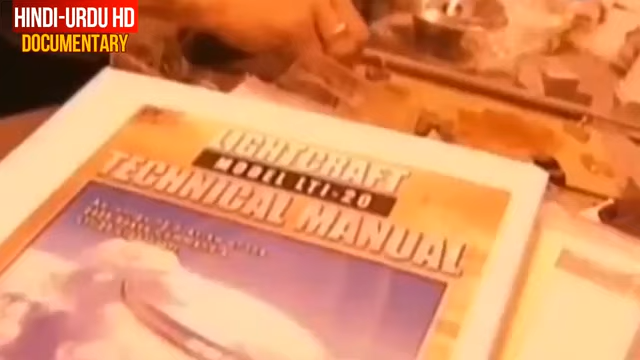 HINDI-URDU HD
DOCUMENTARY
LIGHTCRAFT
MODEL LTI-20
TECHNICAL MANUAL